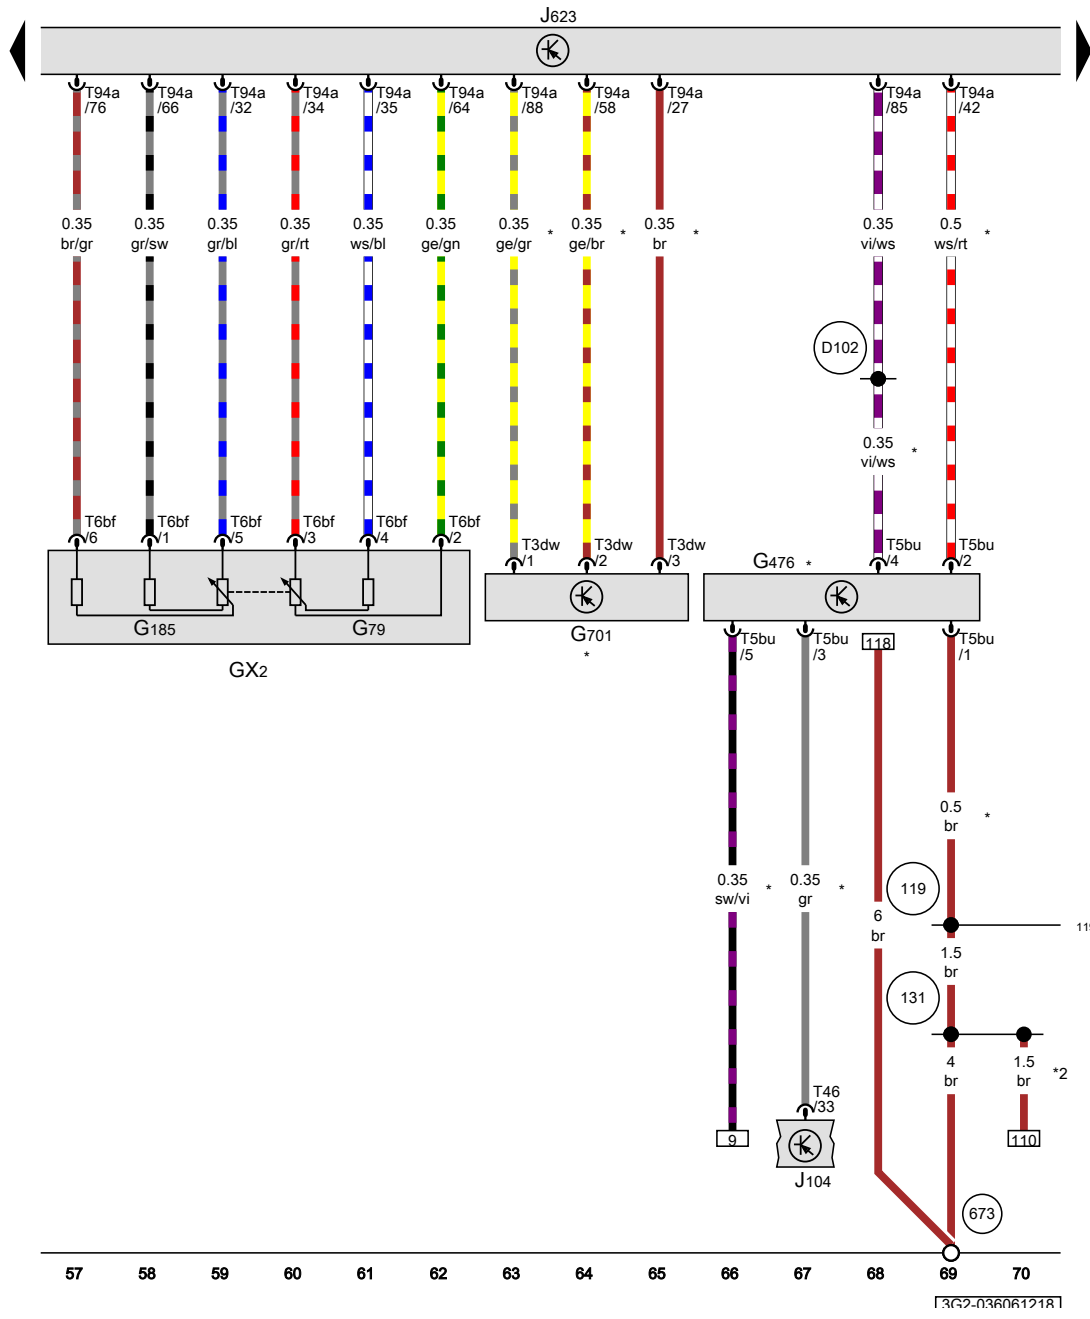 J623
T94a T94a T94a T94a T94a T94a T94a T94a T94a T94a T94a
/76 /66 /32 /34 /35 /64 /88 /58 /27 /85 /42
0.35 0.35 0.35 0.35 0.35 0.35 0.35 0.35 0.35 0.35 0.5
br/gr gr/sw gr/bl gr/rt ws/bl ge/gn ge/gr * ge/br * br * vi/ws ws/rt *
D102
0.35
vi/ws *
T6bf T6bf T6bf T6bf T6bf T6bf
/6 /1 /5 /3 /4 /2
T3dw T3dw T3dw T5bu T5bu
/1 /2 /3 /4 /2
G476 *
G185 G79
GX2
G701
*
T5bu T5bu T5bu
/5 /3 /1
118
0.5
br *
0.35 * 0.35 *
sw/vi gr
119
6
br
119
1.5
br
131
4 1.5
br br *2
T46
/33
9
110
J104
673
57 58 59 60 61 62 63 64 65 66 67 68 69 70
3G2-036061218